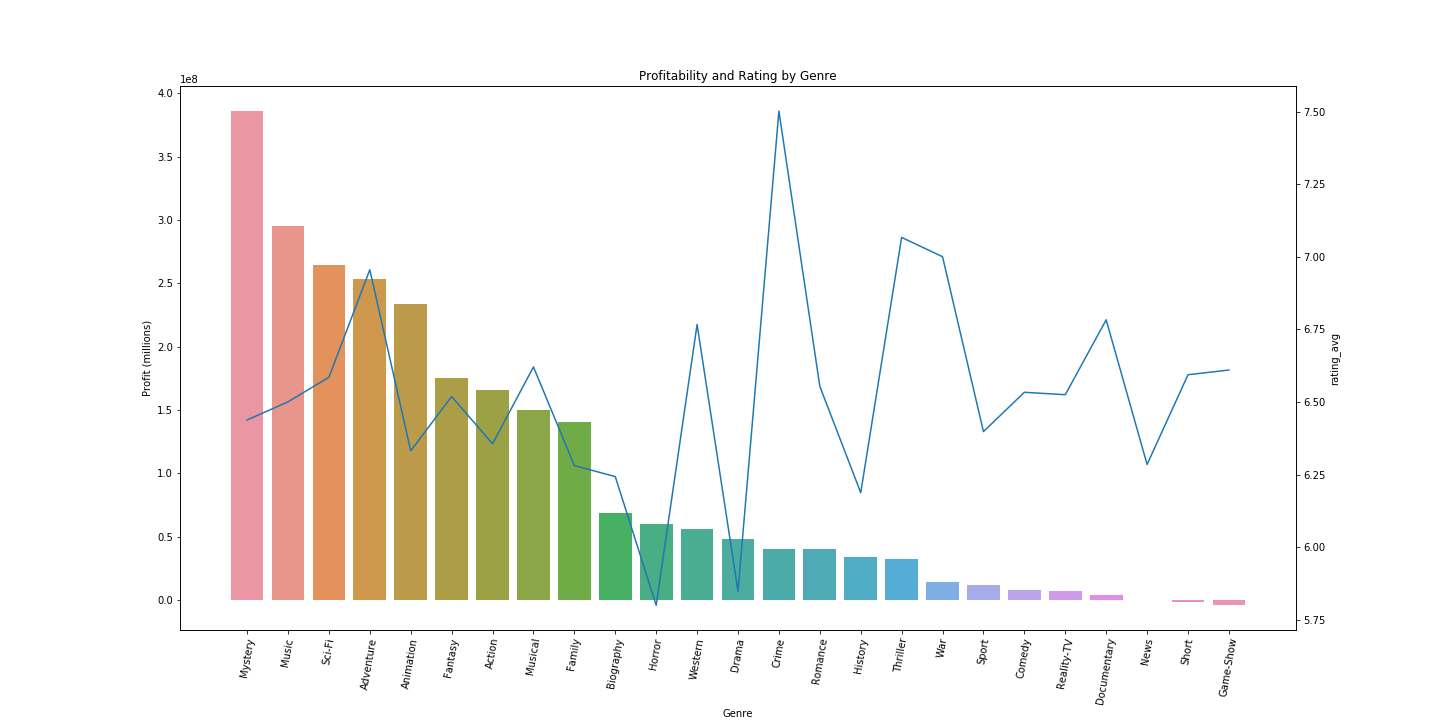 Profitability and Rating by Genre
1e8
4.0
3.5
3.0
2.5
2.0
1.5
1.0
0.5
0.0
Profit (millions)
7.50
7.25
7.00
6.75
6.50
6.25
6.00
5.75
rating_avg
Mystery
Music
Sci-Fi
Adventure
Animation
Fantasy
Action
Musical
Family
Biography
Horror
Western
Drama
Crime
Romance
History
Thriller
War
Sport
Comedy
Reality-TV
Documentary
News
Short
Game-Show
Genre